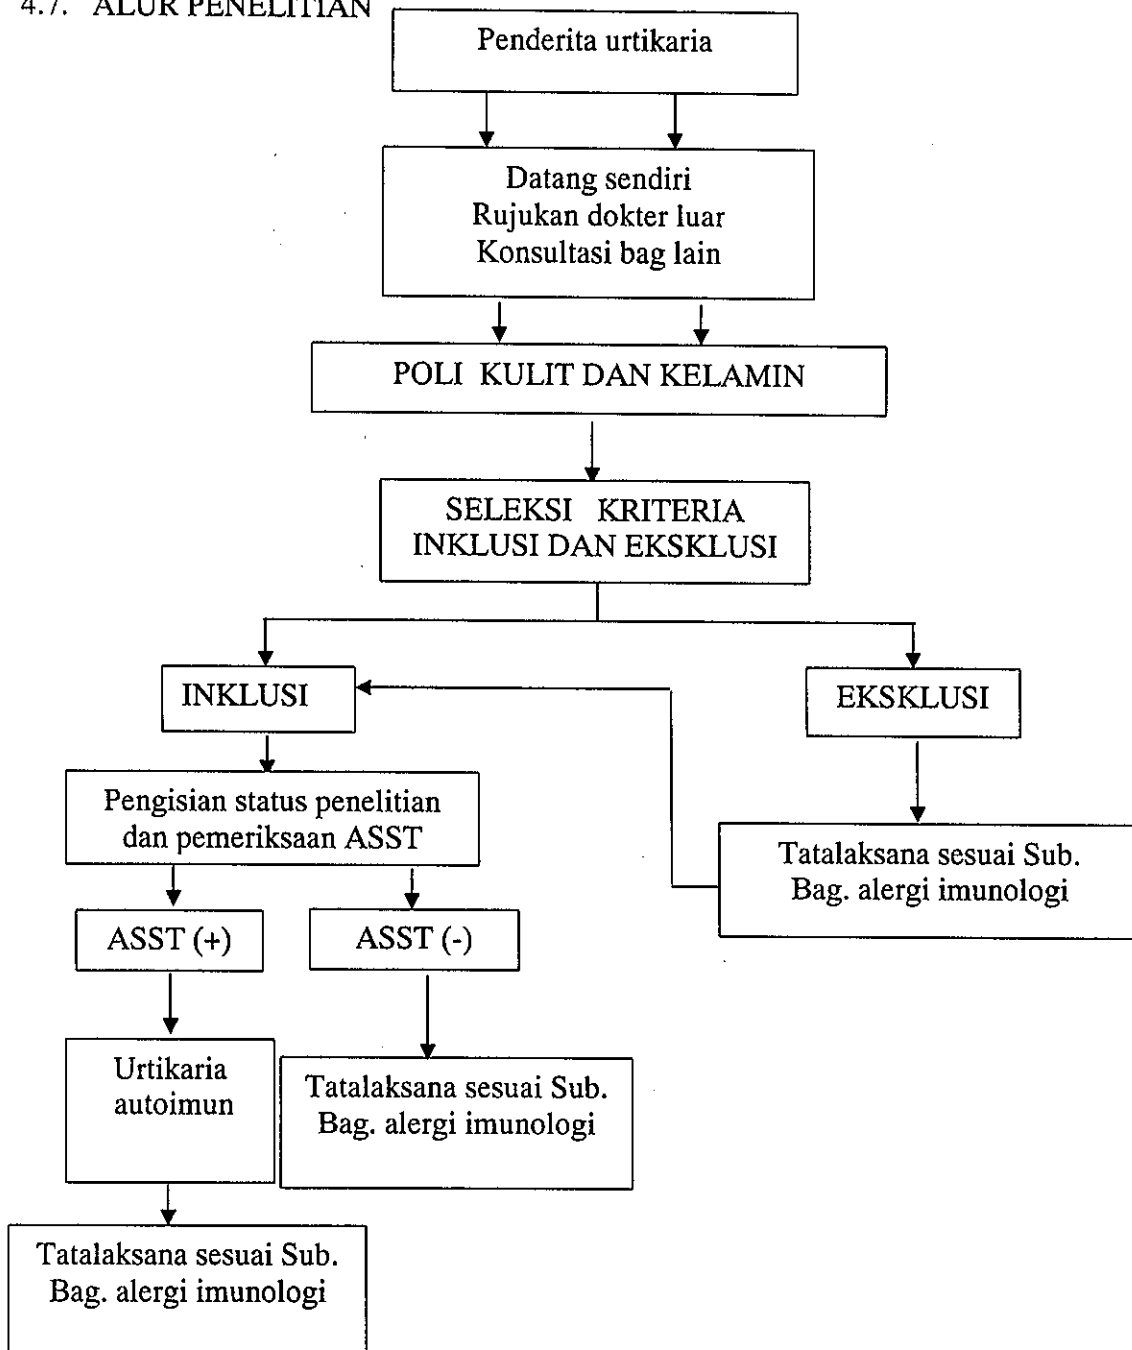 4.7. ALUR PENELITIAN
Penderita urtikaria
Datang sendiri
Rujukan dokter luar
Konsultasi bag lain
POLI KULIT DAN KELAMIN
SELEKSI KRITERIA
INKLUSI DAN EKSKLUSI
INKLUSI
EKSKLUSI
Pengisian status penelitian
dan pemeriksaan ASST
Tatalaksana sesuai Sub.
Bag. alergi imunologi
ASST (+)
ASST (-)
Urtikaria
autoimun
Tatalaksana sesuai Sub.
Bag. alergi imunologi
Tatalaksana sesuai Sub.
Bag. alergi imunologi